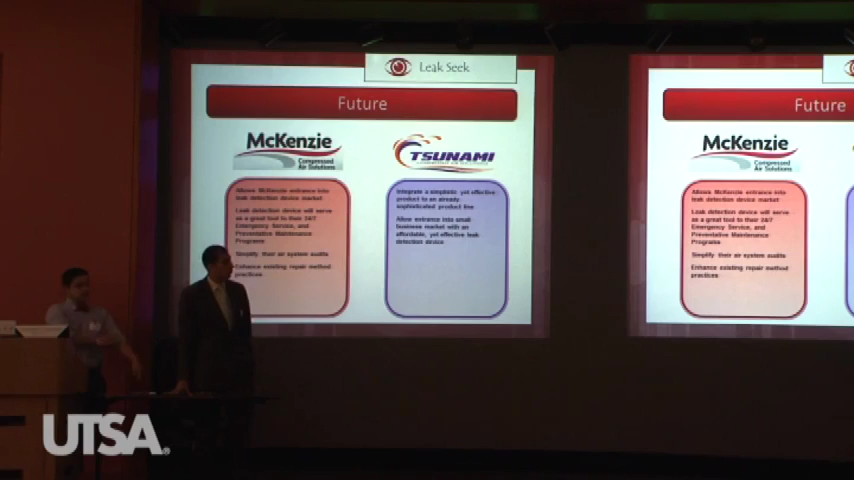 Leak Seek
Future
McKenzie
Compressed
Air Solutions
TSUNAMI
Allows McKenzie entrance into
leak detection device market
Leak detection device will serve
as a great tool to their 24/7
Emergency Service, and
Preventative Maintenance
Programs
Simplify their air system audits
Enhance existing repair method
practices
Integrate a simplistic yet effective
product to an already
sophisticated product line
Allow entrance into small
business market with an
affordable, yet effective leak
detection device
Future
McKenzie
Compressed
Air Solutions
Allows McKenzie entrance into
leak detection device market
Leak detection device will serve
as a great tool to their 24/7
Emergency Service, and
Preventative Maintenance
Programs
Simplify their air system audits
Enhance existing repair method
practices
UTSA®